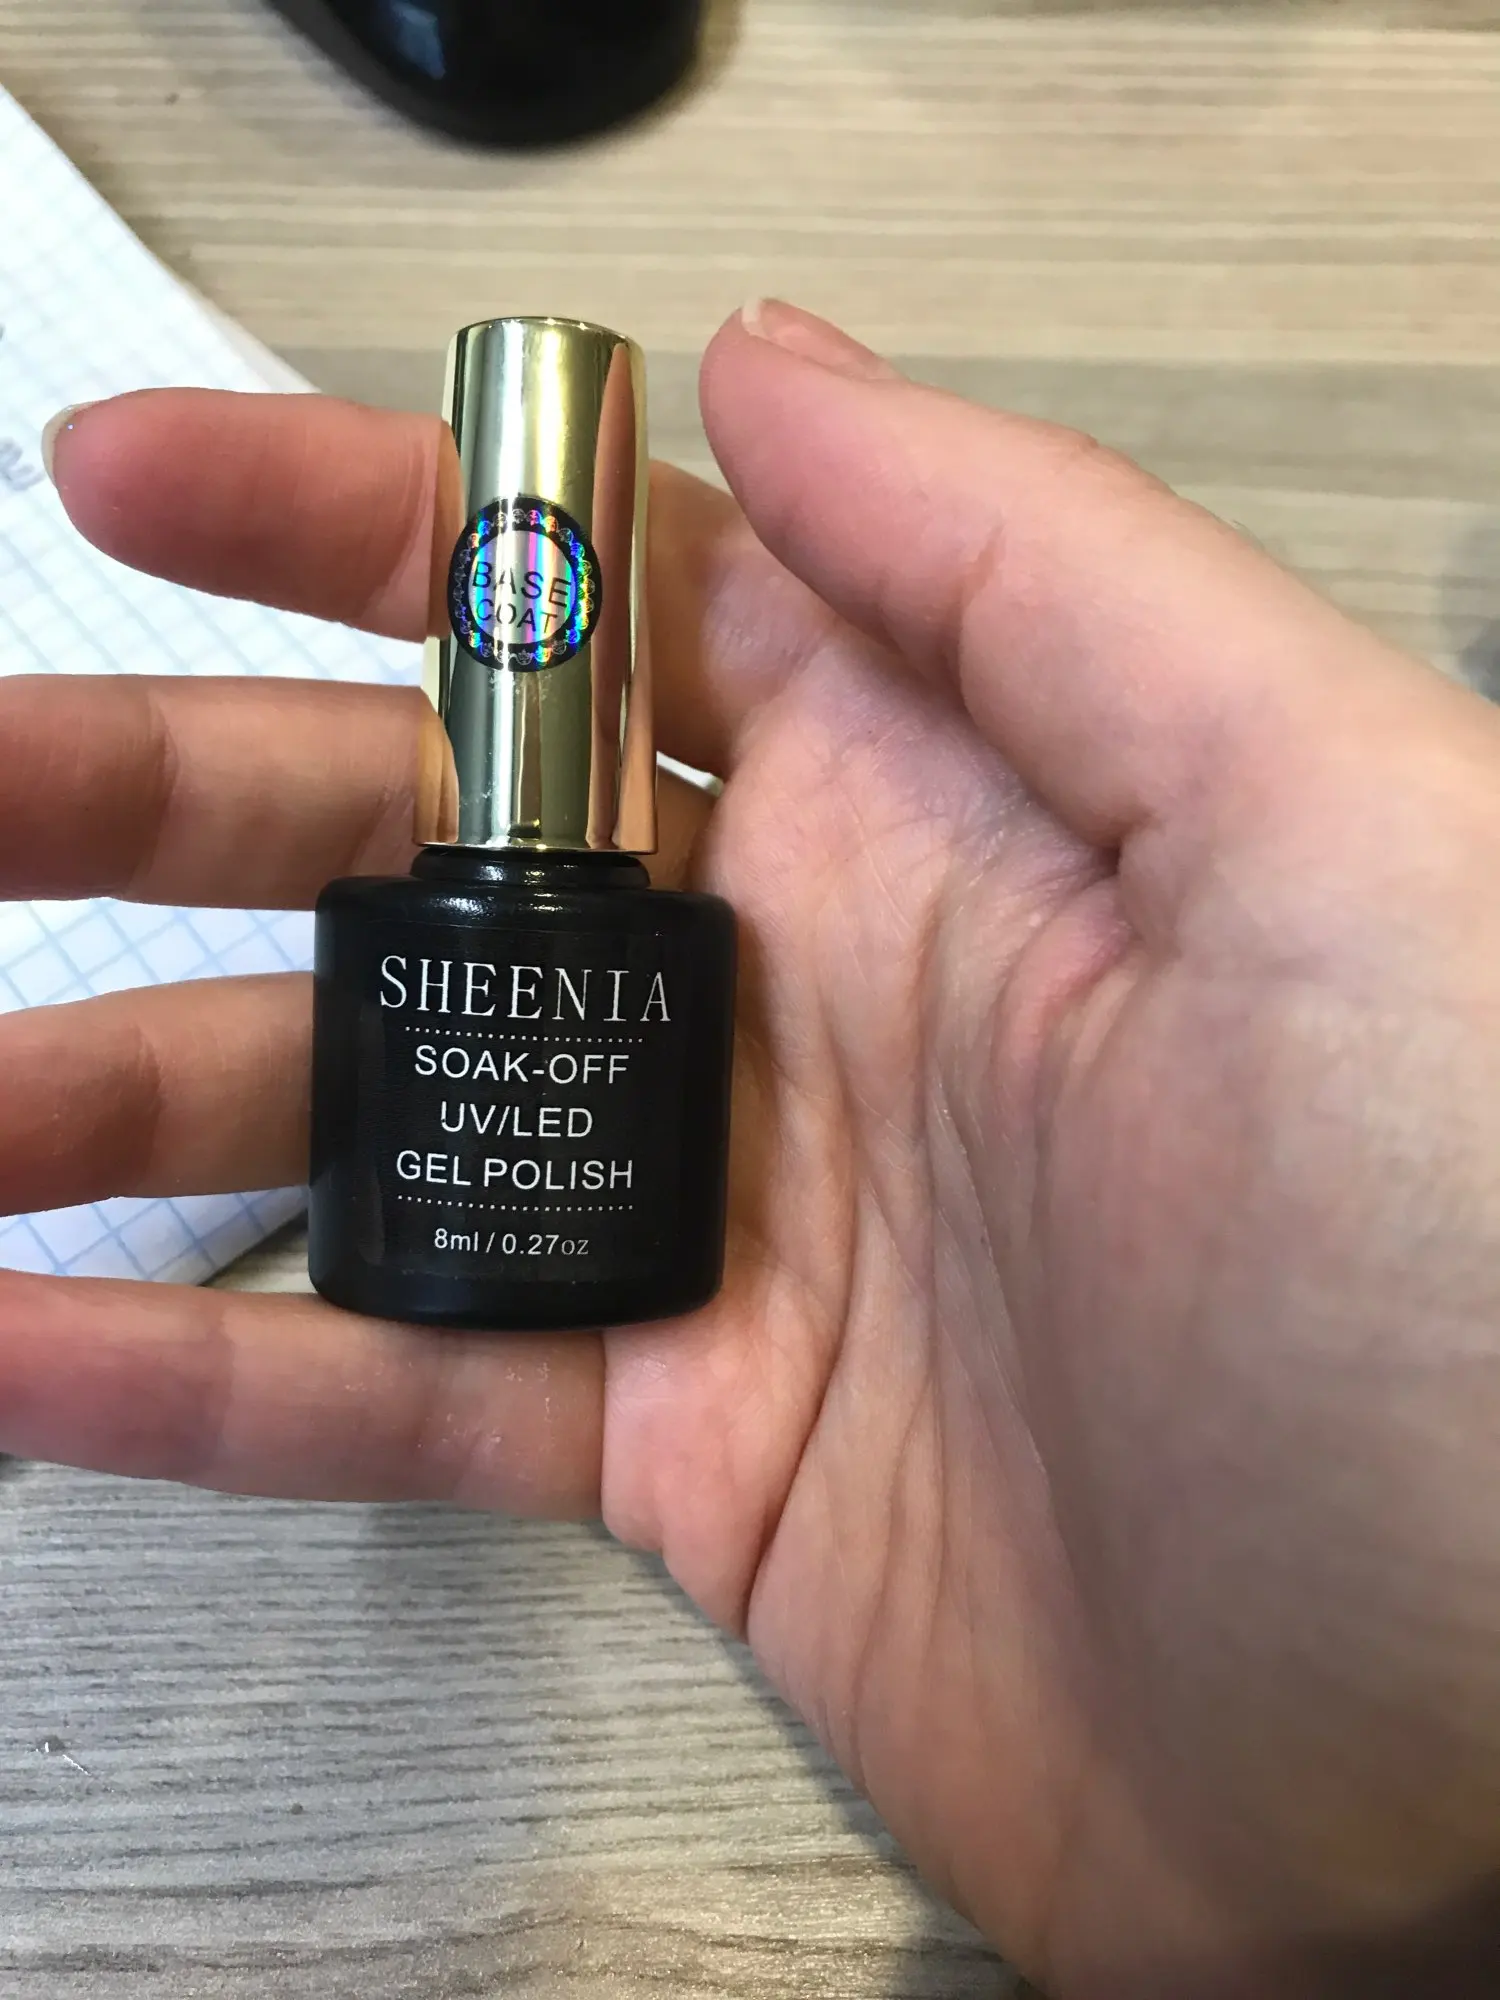 BASE
COAT
SHEENIA
SOAK-OFF
UV/LED
GEL POLISH
8ml / 0.27oz